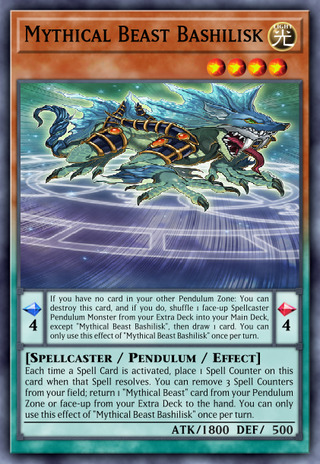 Mythical Beast Bashilisk
LIGHT
光
If you have no card in your other Pendulum Zone: You can
destroy this card, and if you do, shuffle 1 face-up Spellcaster
Pendulum Monster from your Extra Deck into your Main Deck,
except "Mythical Beast Bashilisk", then draw 1 card. You can
only use this effect of "Mythical Beast Bashilisk" once per turn.
4
4
[Spellcaster / Pendulum / Effect]
Each time a Spell Card is activated, place 1 Spell Counter on this
card when that Spell resolves. You can remove 3 Spell Counters
from your field; return 1 "Mythical Beast" card from your Pendulum
Zone or face-up from your Extra Deck to the hand. You can only
use this effect of "Mythical Beast Bashilisk" once per turn.
ATK/1800 DEF/ 500